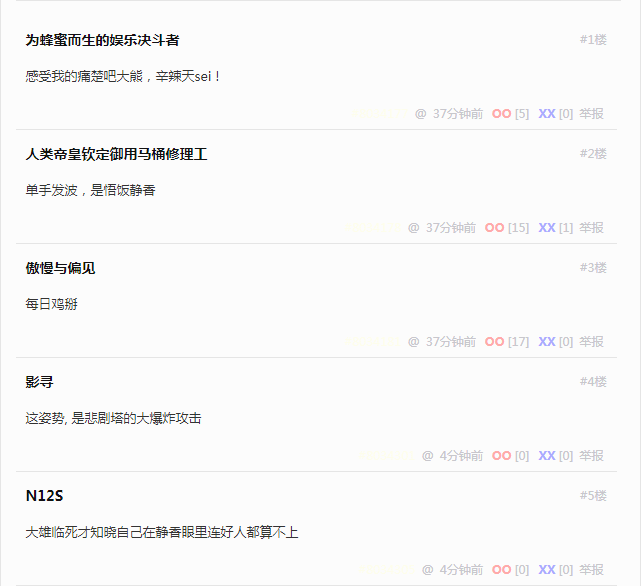 为蜂蜜而生的娱乐决斗者 #1楼
感受我的痛楚吧大熊，辛辣天sei！
@ 37分钟前 OO [5] XX [0] 举报
人类帝皇钦定御用马桶修理工 #2楼
单手发波，是悟饭静香
@ 37分钟前 OO [15] XX [1] 举报
傲慢与偏见 #3楼
每日鸡掰
@ 37分钟前 OO [17] XX [0] 举报
影寻 #4楼
这姿势, 是悲剧塔的大爆炸攻击
@ 4分钟前 OO [0] XX [0] 举报
N12S #5楼
大雄临死才知晓自己在静香眼里连好人都算不上
@ 4分钟前 OO [0] XX [0] 举报